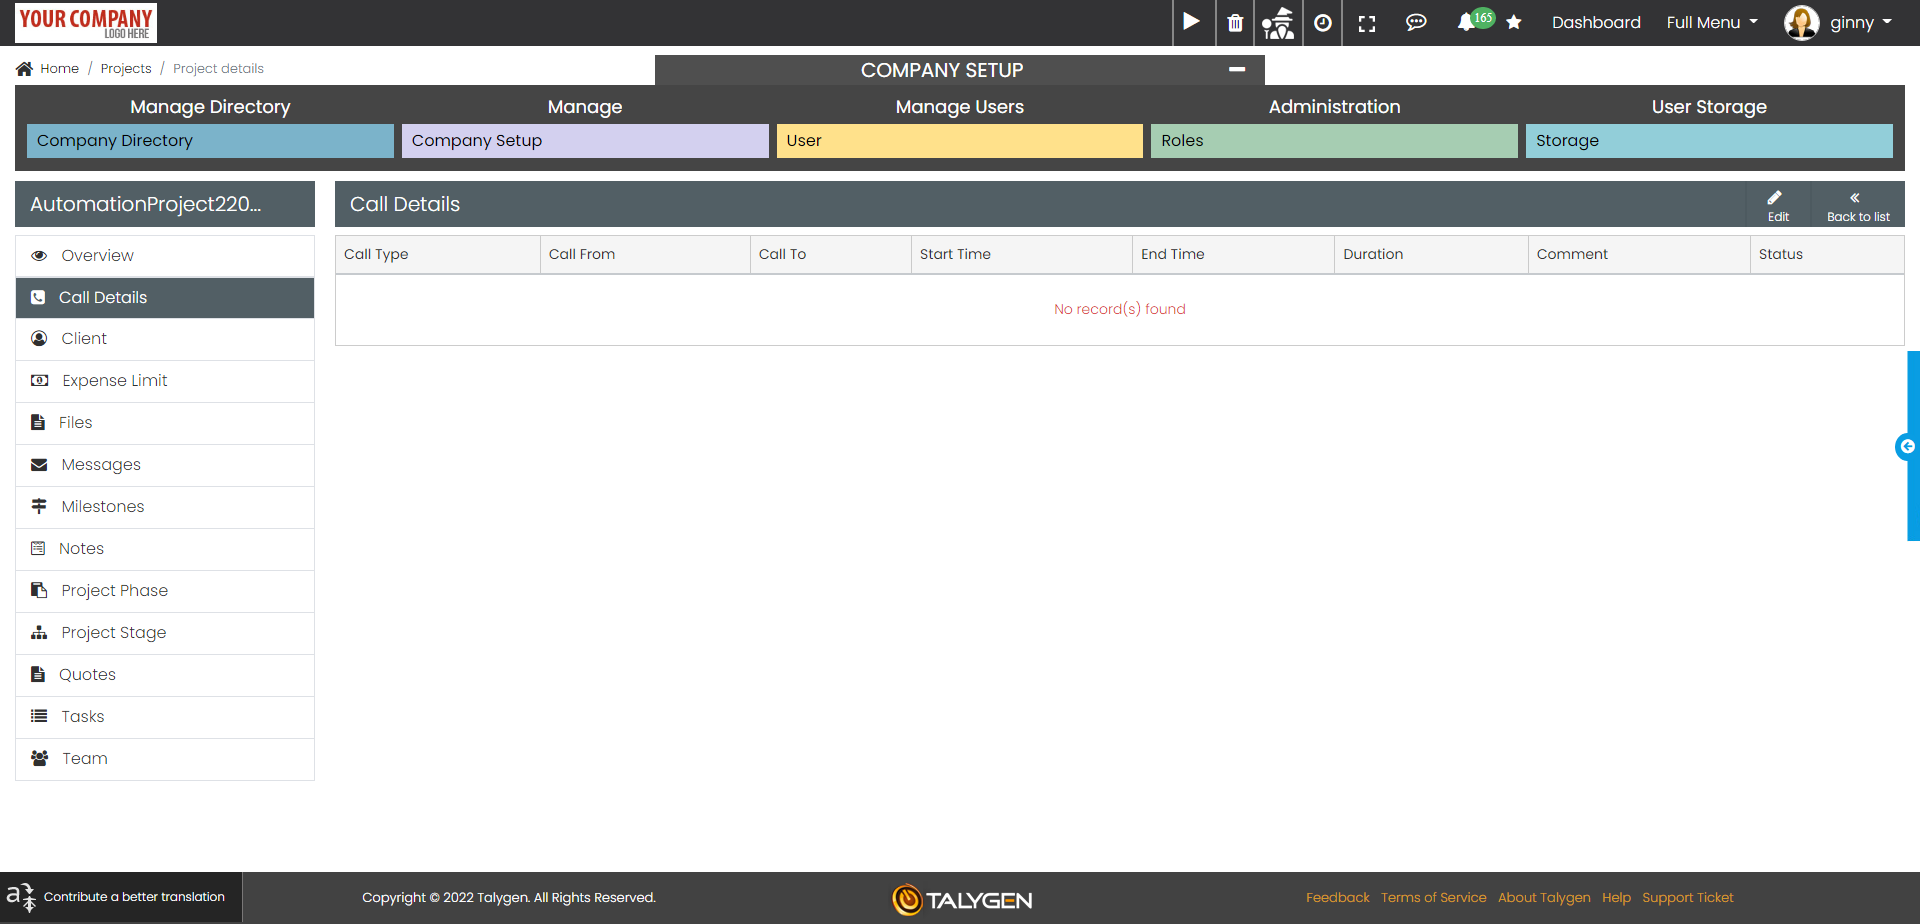 YOUR COMPANY
LOGO HERE
165
Dashboard
Full Menu
ginny
Home / Projects / Project details
COMPANY SETUP
Manage Directory
Manage
Manage Users
Administration
User Storage
Company Directory
Company Setup
User
Roles
Storage
AutomationProject220...
Overview
Call Details
Client
Expense Limit
Files
Messages
Milestones
Notes
Project Phase
Project Stage
Quotes
Tasks
Team
Call Details
Edit
Back to list
Call Type
Call From
Call To
Start Time
End Time
Duration
Comment
Status
No record(s) found
Contribute a better translation
Copyright © 2022 Talygen. All Rights Reserved.
TALYGEN
Feedback
Terms of Service
About Talygen
Help
Support Ticket